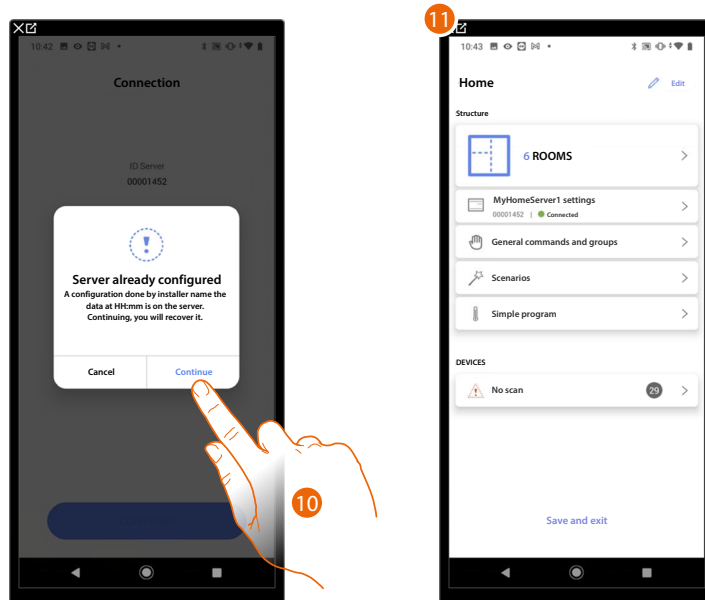 10:42
Connection
ID Server
00001452
Server already configured
A configuration done by installer name the
data at HH:mm is on the server.
Continuing, you will recover it.
Cancel
Continue
10
11
10:43
Home
Edit
Structure
6 ROOMS
MyHomeServer1 settings
00001452 | Connected
General commands and groups
Scenarios
Simple program
DEVICES
No scan
29
Save and exit